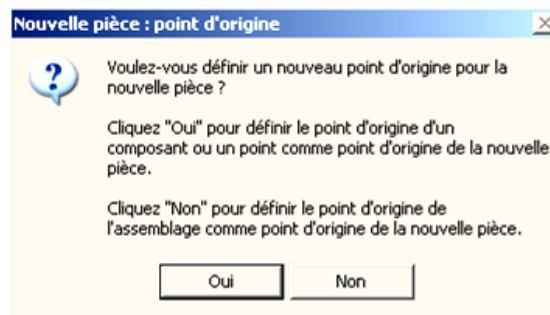 Nouvelle pièce : point d'origine
Voulez-vous définir un nouveau point d'origine pour la
nouvelle pièce ?
Cliquez "Oui" pour définir le point d'origine d'un
composant ou un point comme point d'origine de la nouvelle
pièce.
Cliquez "Non" pour définir le point d'origine de
l'assemblage comme point d'origine de la nouvelle pièce.
Oui
Non